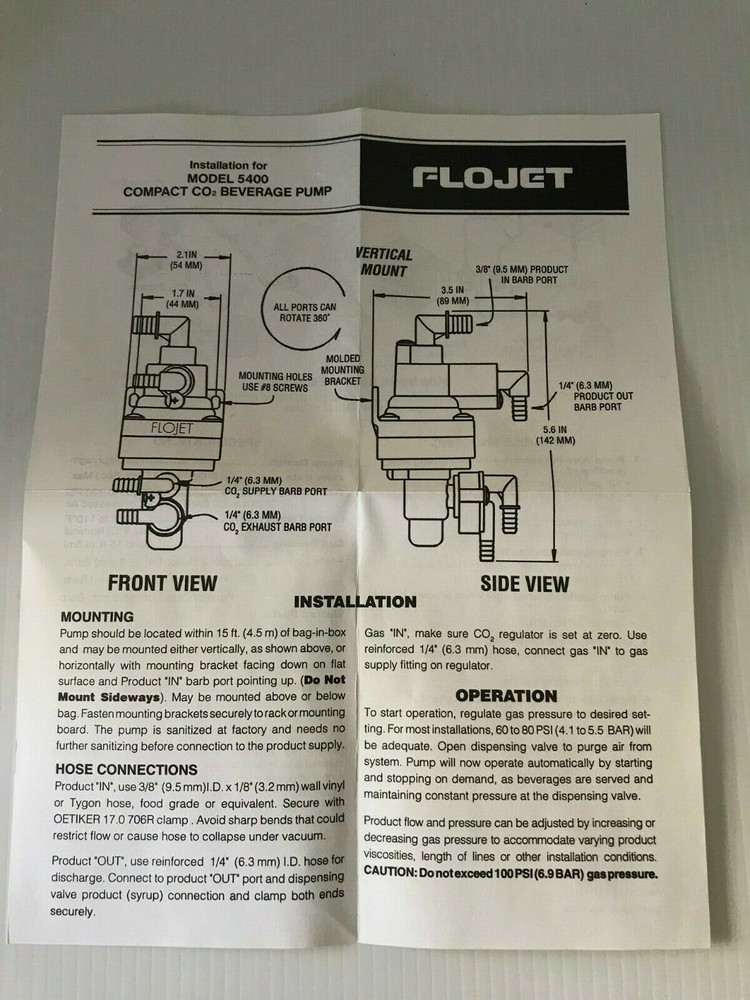 Installation for
MODEL 5400
COMPACT CO₂ BEVERAGE PUMP
FLOJET
2.1IN
(54 MM)
1.7 IN
(44 MM)
ALL PORTS CAN
ROTATE 360°
MOUNTING HOLES
USE #8 SCREWS
FLOJET
1/4" (6.3 MM)
CO₂ SUPPLY BARB PORT
1/4" (6.3 MM)
CO₂ EXHAUST BARB PORT
FRONT VIEW
VERTICAL
MOUNT
3/8" (9.5 MM) PRODUCT
IN BARB PORT
3.5 IN
(89 MM)
MOLDED
MOUNTING
BRACKET
1/4" (6.3 MM)
PRODUCT OUT
BARB PORT
5.6 IN
(142 MM)
SIDE VIEW
INSTALLATION
MOUNTING
Pump should be located within 15 ft. (4.5 m) of bag-in-box
and may be mounted either vertically, as shown above, or
horizontally with mounting bracket facing down on flat
surface and Product "IN" barb port pointing up. (Do Not
Mount Sideways). May be mounted above or below
bag. Fasten mounting brackets securely to rack or mounting
board. The pump is sanitized at factory and needs no
further sanitizing before connection to the product supply.
HOSE CONNECTIONS
Product "IN", use 3/8" (9.5 mm)I.D. x 1/8" (3.2 mm) wall vinyl
or Tygon hose, food grade or equivalent. Secure with
OETIKER 17.0 706R clamp . Avoid sharp bends that could
restrict flow or cause hose to collapse under vacuum.
Product "OUT", use reinforced 1/4" (6.3 mm) I.D. hose for
discharge. Connect to product "OUT" port and dispensing
valve product (syrup) connection and clamp both ends
securely.
Gas "IN", make sure CO₂ regulator is set at zero. Use
reinforced 1/4" (6.3 mm) hose, connect gas "IN" to gas
supply fitting on regulator.
OPERATION
To start operation, regulate gas pressure to desired set-
ting. For most installations, 60 to 80 PSI (4.1 to 5.5 BAR) will
be adequate. Open dispensing valve to purge air from
system. Pump will now operate automatically by starting
and stopping on demand, as beverages are served and
maintaining constant pressure at the dispensing valve.
Product flow and pressure can be adjusted by increasing or
decreasing gas pressure to accommodate varying product
viscosities, length of lines or other installation conditions.
CAUTION: Do not exceed 100 PSI (6.9 BAR) gas pressure.